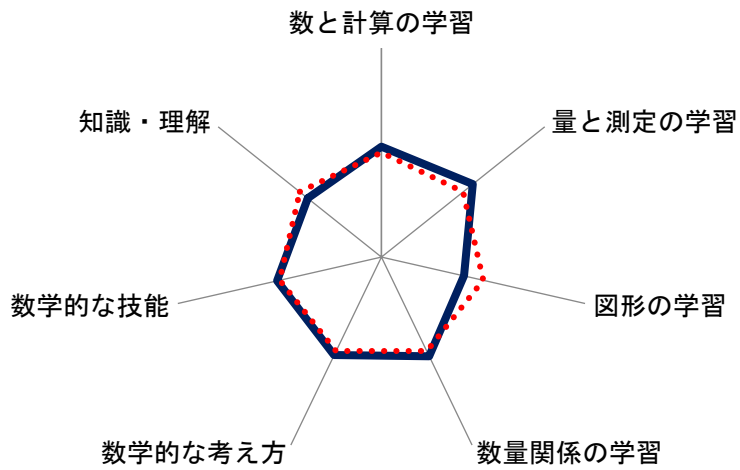 数と計算の学習
量と測定の学習
図形の学習
数量関係の学習
数学的な考え方
数学的な技能
知識・理解